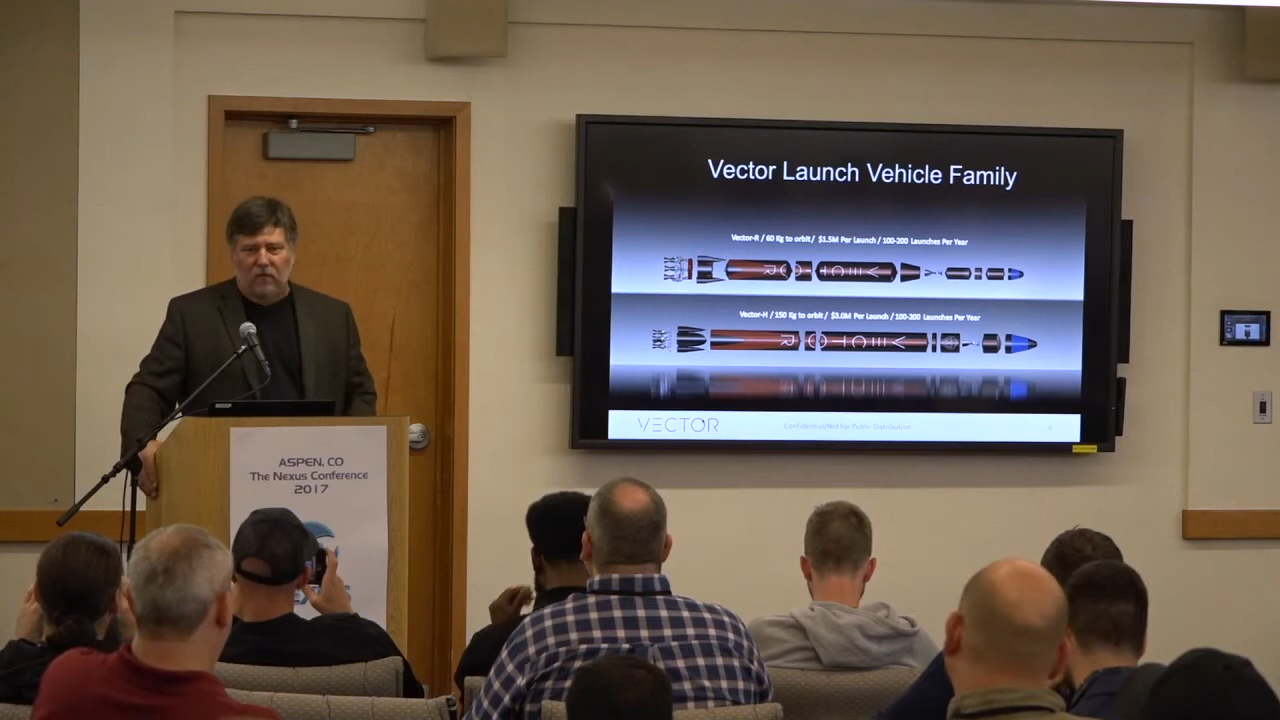 Vector Launch Vehicle Family
Vector-R / 60 Kg to orbit / $1.5M Per Launch / 100-200 Launches Per Year
VECTOR
Vector-H / 150 Kg to orbit / $3.0M Per Launch / 100-200 Launches Per Year
VECTOR
VECTOR
Confidential/Not for Public Distribution
ASPEN, CO
The Nexus Conference
2017